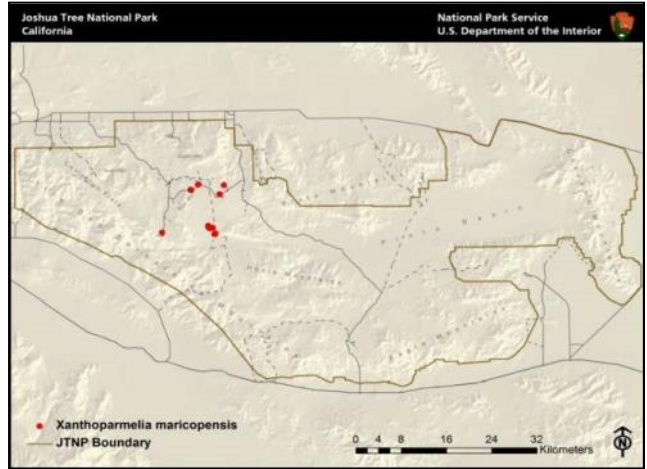 Joshua Tree National Park
California
National Park Service
U.S. Department of the Interior
Xanthoparmelia maricopensis
JTNP Boundary
0 4 8 16 24 32
Kilometers
N